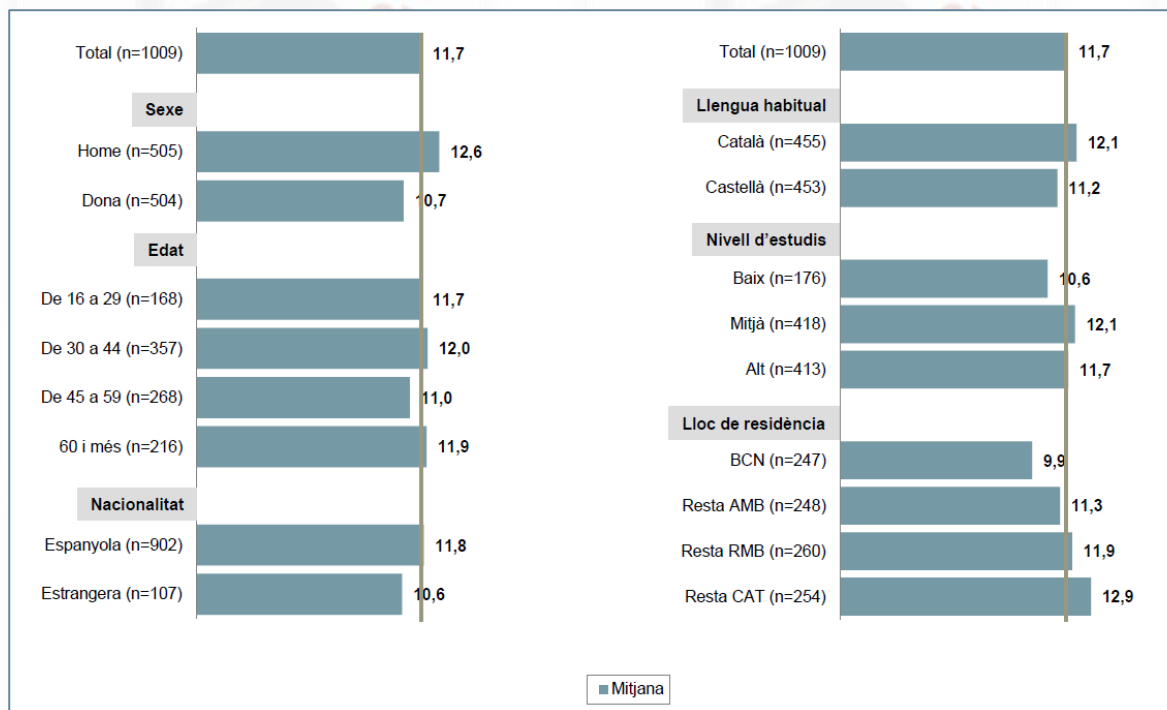 Total (n=1009) 11,7
Sexe
Home (n=505) 12,6
Dona (n=504) 10,7
Edat
De 16 a 29 (n=168) 11,7
De 30 a 44 (n=357) 12,0
De 45 a 59 (n=268) 11,0
60 i més (n=216) 11,9
Nacionalitat
Espanyola (n=902) 11,8
Estrangera (n=107) 10,6
Total (n=1009) 11,7
Llengua habitual
Català (n=455) 12,1
Castellà (n=453) 11,2
Nivell d'estudis
Baix (n=176) 10,6
Mitjà (n=418) 12,1
Alt (n=413) 11,7
Lloc de residència
BCN (n=247) 9,9
Resta AMB (n=248) 11,3
Resta RMB (n=260) 11,9
Resta CAT (n=254) 12,9
Mitjana